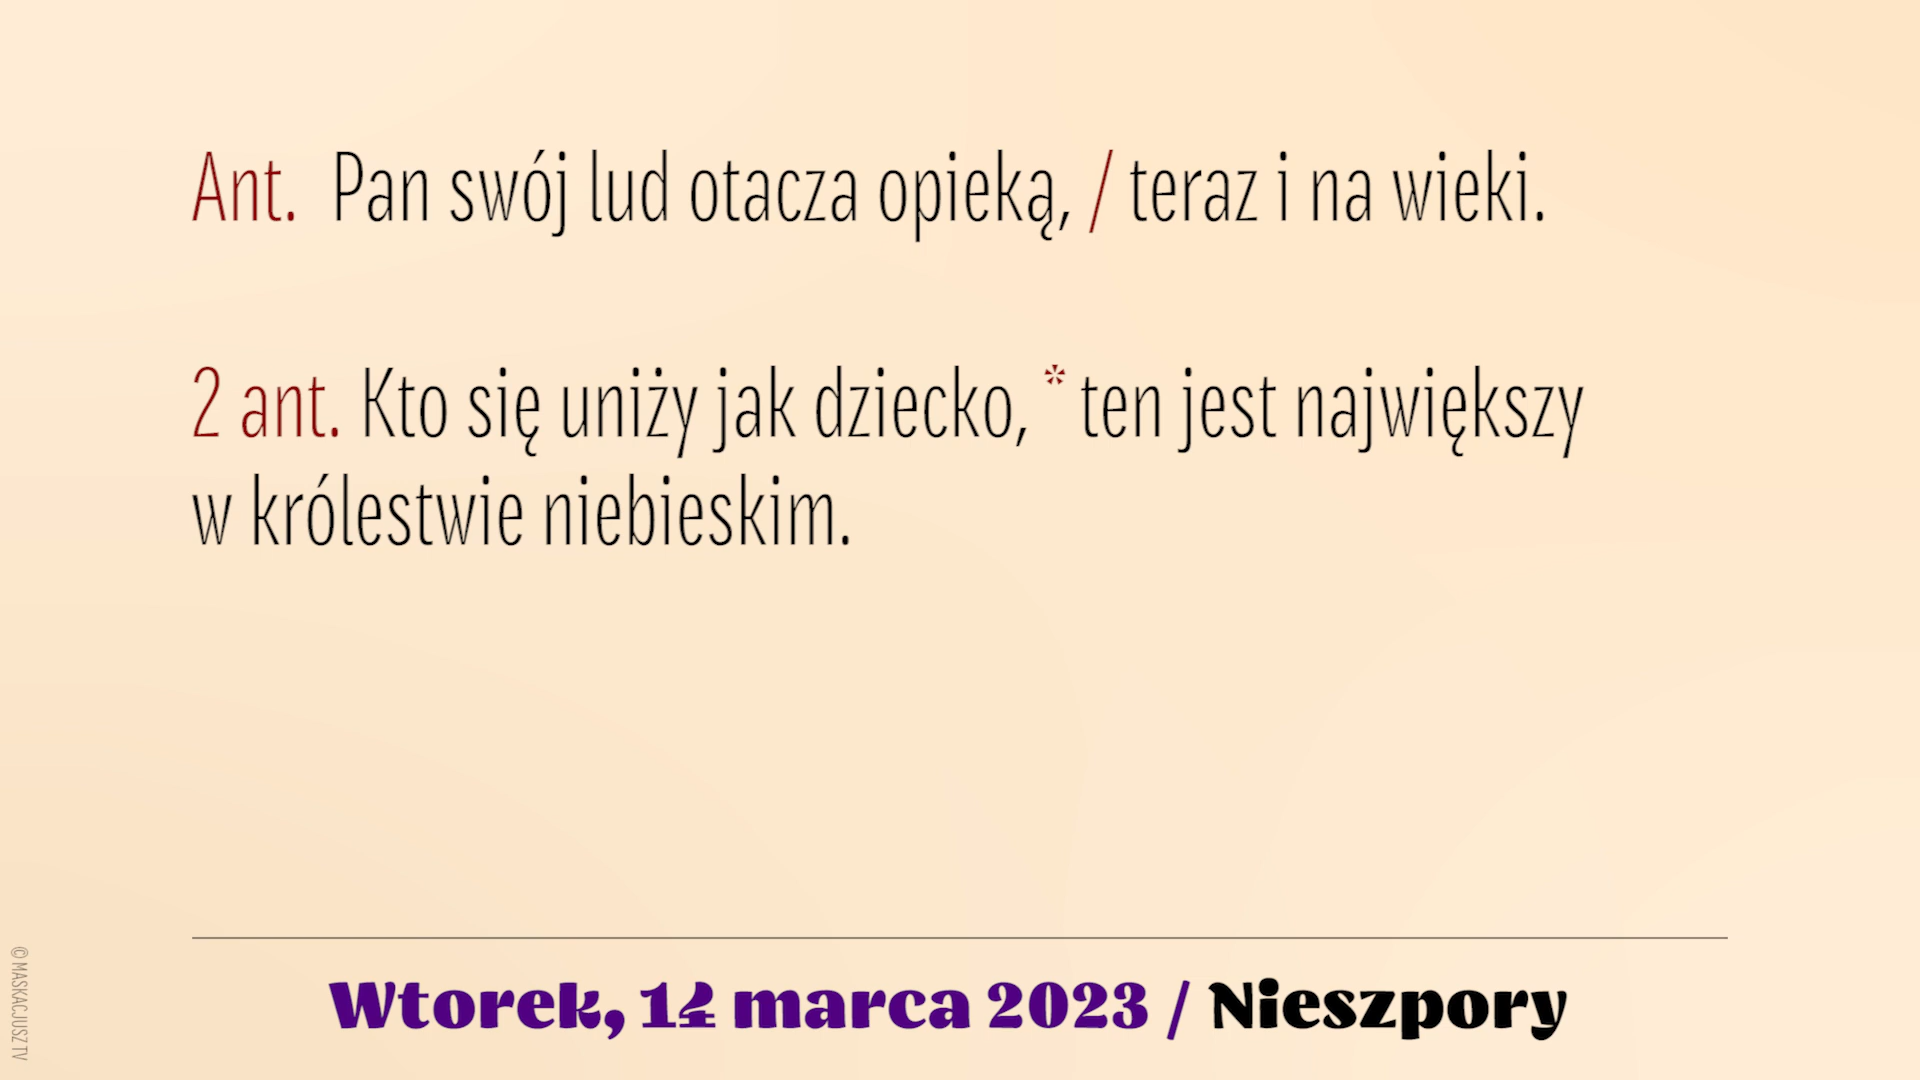 Ant. Pan swój lud otacza opieką, / teraz i na wieki.
2 ant. Kto się uniży jak dziecko, * ten jest największy
w królestwie niebieskim.
Wtorek, 14 marca 2023 / Nieszpory
© MASKACJUSZ TV